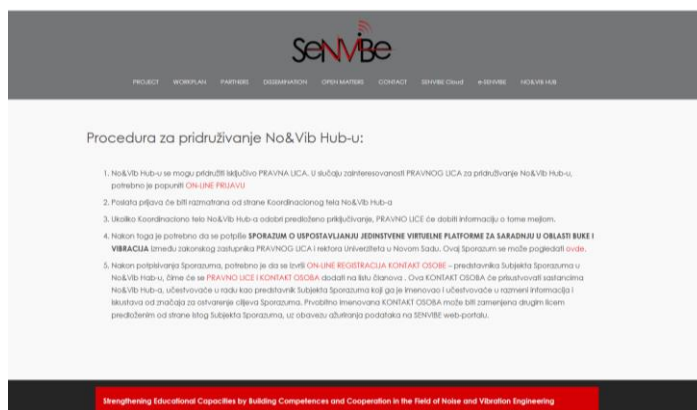 SENVIBE
PROJECT WORKPLAN PARTNERS DISSEMINATION OPEN MATTERS CONTACT SENVIBE Cloud e-SENVIBE NO&VIB HUB
Procedura za pridruživanje No&Vib Hub-u:
1. No&Vib Hub-u se mogu pridružiti isključivo PRAVNA LICA. U slučaju zainteresovanosti PRAVNOG LICA za pridruživanje No&Vib Hub-u,
potrebno je popuniti ON-LINE PRIJAVU
2. Poslata prijava će biti razmatrana od strane Koordinacionog tela No&Vib Hub-a
3. Ukoliko Koordinaciono telo No&Vib Hub-a odobri predloženo priključivanje, PRAVNO LICE će dobiti informaciju o tome mejlom.
4. Nakon toga je potrebno da se potpiše SPORAZUM O USPOSTAVLJANJU JEDINSTVENE VIRTUELNE PLATFORME ZA SARADNJU U OBLASTI BUKE I
VIBRACIJA između zakonskog zastupnika PRAVNOG LICA i rektora Univerziteta u Novom Sadu. Ovaj Sporazum se može pogledati ovde.
5. Nakon potpisivanja Sporazuma, potrebno je da se izvrši ON-LINE REGISTRACIJA KONTAKT OSOBE – predstavnika Subjekta Sporazuma u
No&Vib Hab-u, čime će se PRAVNO LICE I KONTAKT OSOBA dodati na listu članova . Ova KONTAKT OSOBA će prisustvovati sastancima
No&Vib Hub-a, učestvovaće u radu kao predstavnik Subjekta Sporazuma koji ga je imenovao i učestvovaće u razmeni informacija i
iskustava od značaja za ostvarenje ciljeva Sporazuma. Prvobitno imenovana KONTAKT OSOBA može biti zamenjena drugim licem
predloženim od strane istog Subjekta Sporazuma, uz obavezu ažuriranja podataka na SENVIBE web-portalu.
Strengthening Educational Capacities by Building Competences and Cooperation in the Field of Noise and Vibration Engineering